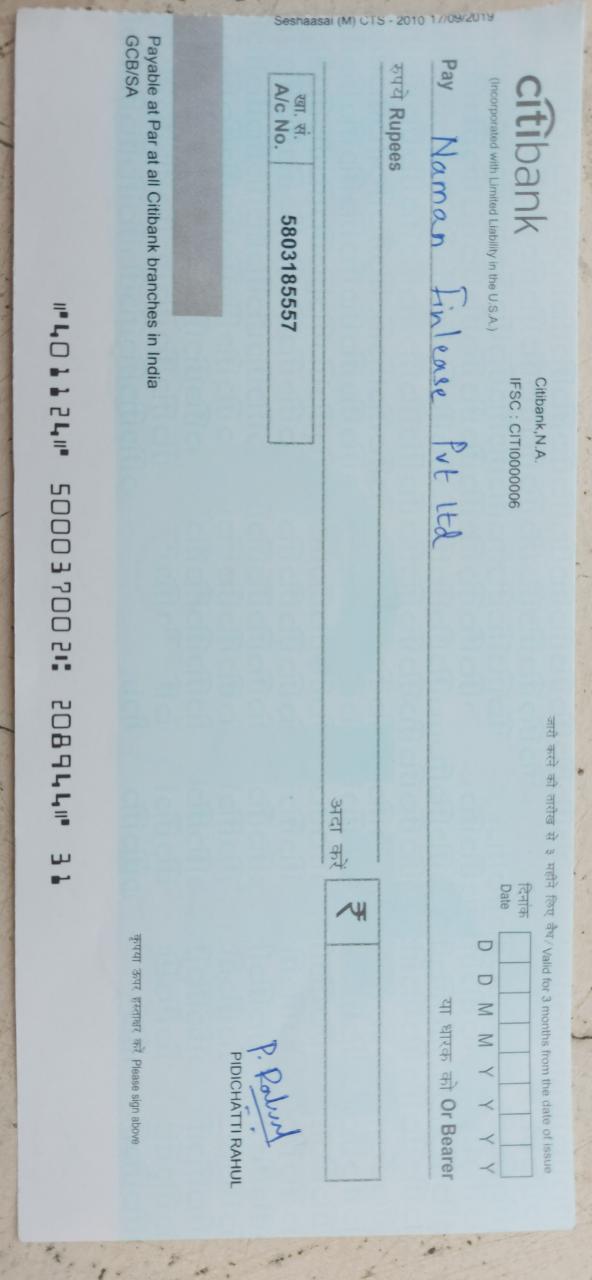 citibank
(Incorporated with Limited Liability in the U.S.A.)
Citibank,N.A.
IFSC : CITI0000006
जारी करने की तारीख से ३ महीने लिए वैध / Valid for 3 months from the date of issue
दिनांक
Date
D D M M Y Y Y Y
Pay Naman Finlease Pvt ltd या धारक को Or Bearer
रुपये Rupees
अदा करें ₹
खा. सं.
A/c No. 5803185557
P. Rahul
PIDICHATTI RAHUL
Payable at Par at all Citibank branches in India
GCB/SA
कृपया ऊपर हस्ताक्षर करें Please sign above
⑈401124⑈ 500037002⑆ 208944⑈ 31
Seshaasai (M) CTS - 2010 17/09/2019